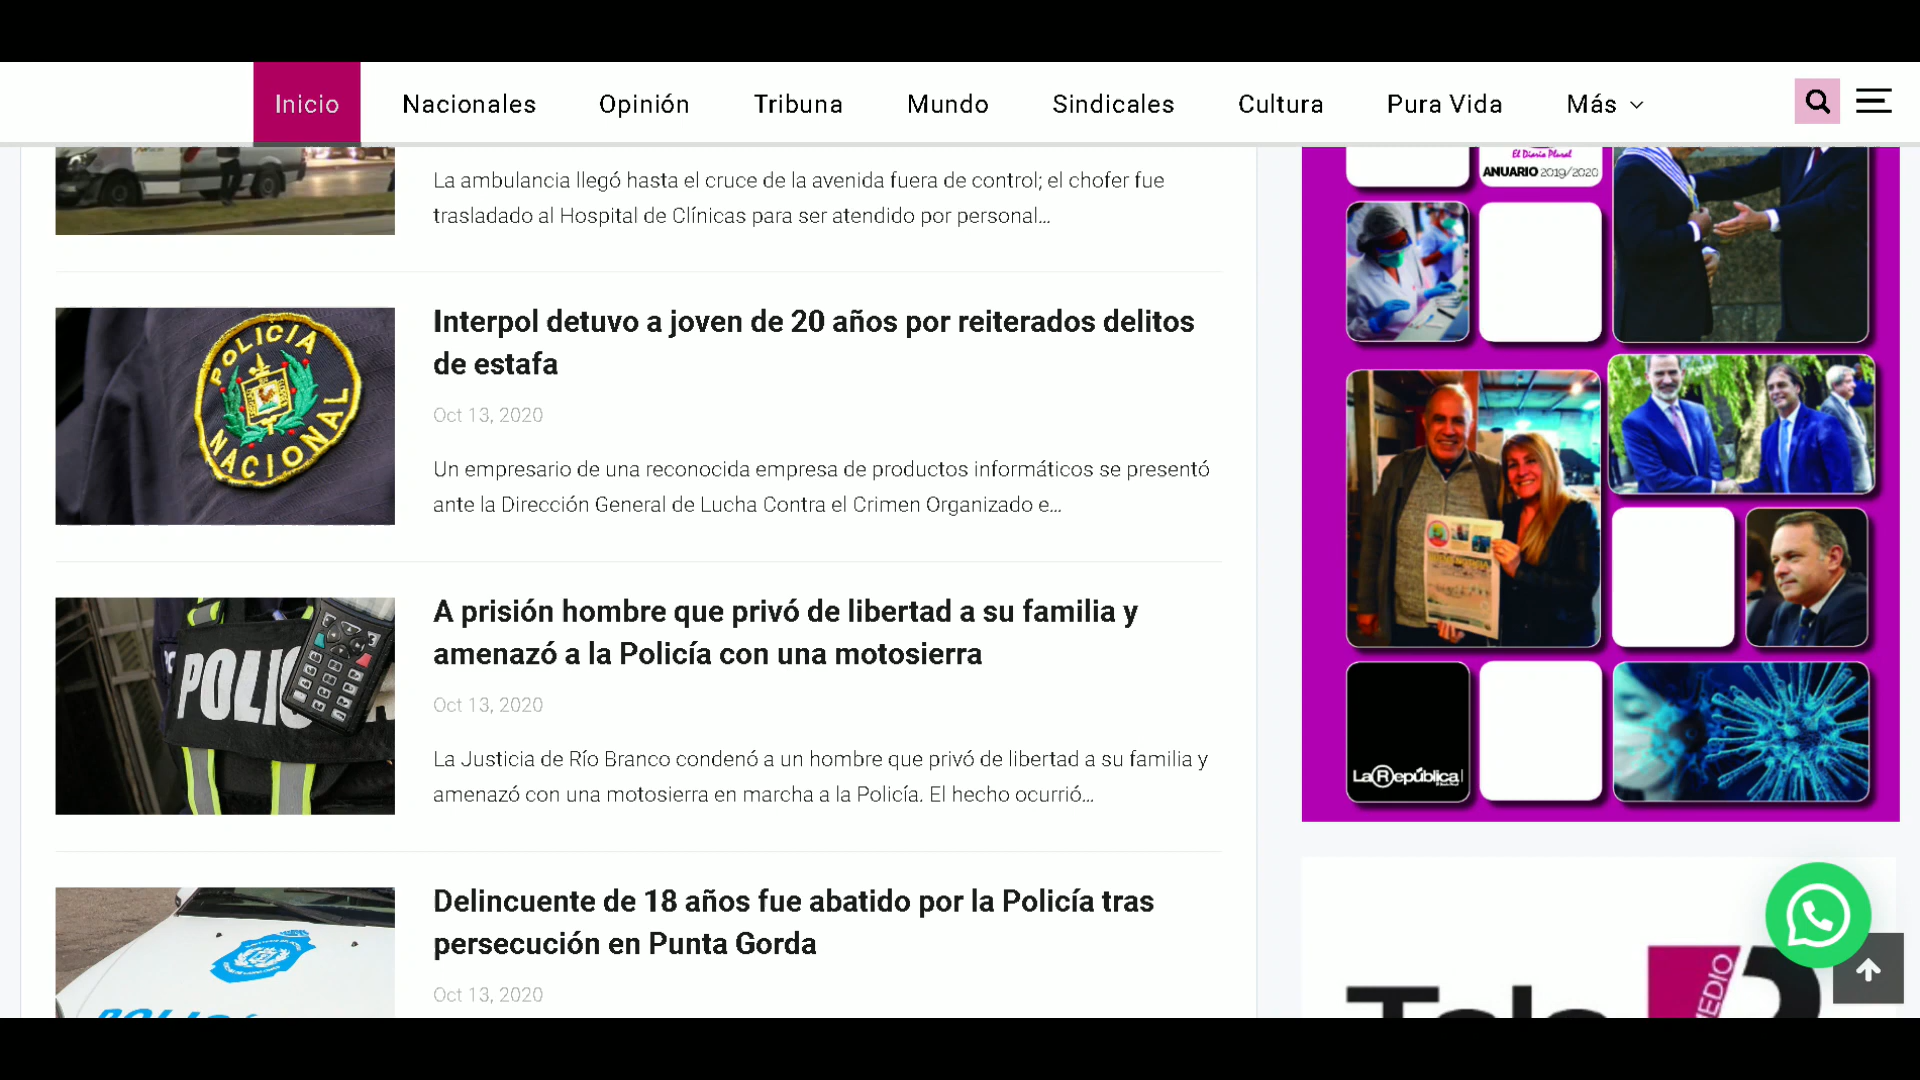 Inicio
Nacionales
Opinión
Tribuna
Mundo
Sindicales
Cultura
Pura Vida
Más
La ambulancia llegó hasta el cruce de la avenida fuera de control; el chofer fue
trasladado al Hospital de Clínicas para ser atendido por personal...
POLICIA
NACIONAL
Interpol detuvo a joven de 20 años por reiterados delitos
de estafa
Oct 13, 2020
Un empresario de una reconocida empresa de productos informáticos se presentó
ante la Dirección General de Lucha Contra el Crimen Organizado e...
POLIC
A prisión hombre que privó de libertad a su familia y
amenazó a la Policía con una motosierra
Oct 13, 2020
La Justicia de Río Branco condenó a un hombre que privó de libertad a su familia y
amenazó con una motosierra en marcha a la Policía. El hecho ocurrió...
Delincuente de 18 años fue abatido por la Policía tras
persecución en Punta Gorda
Oct 13, 2020
El Diario Plural
ANUARIO 2019/2020
LaRepública
Tele
MEDIO